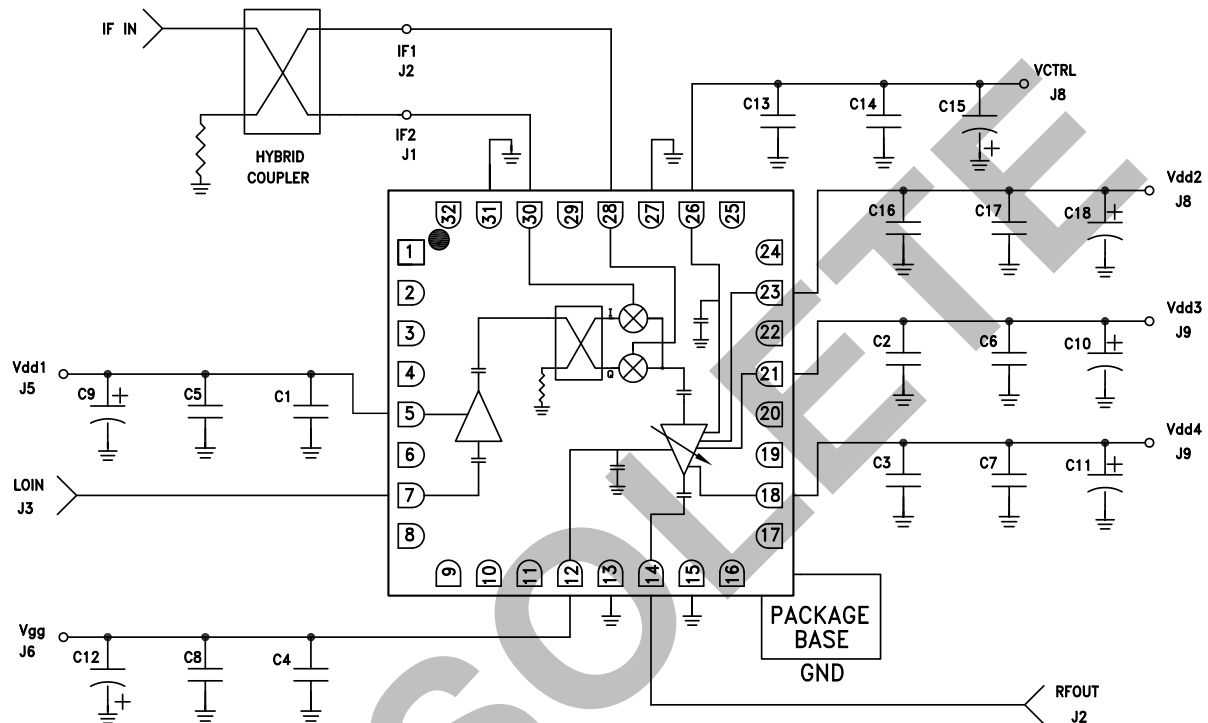 IF IN
IF1
J2
IF2
J1
HYBRID
COUPLER
VCTRL
J8
C13
C14
C15
+
Vdd2
J8
C16
C17
C18
+
Vdd3
J9
C2
C6
C10
+
Vdd4
J9
C3
C7
C11
+
Vdd1
J5
C9
+
C5
C1
LOIN
J3
Vgg
J6
C12
+
C8
C4
32
31
30
29
28
27
26
25
1
2
3
4
5
6
7
8
24
23
22
21
20
19
18
17
9
10
11
12
13
14
15
16
I
Q
PACKAGE
BASE
GND
RFOUT
J2
SOLETE